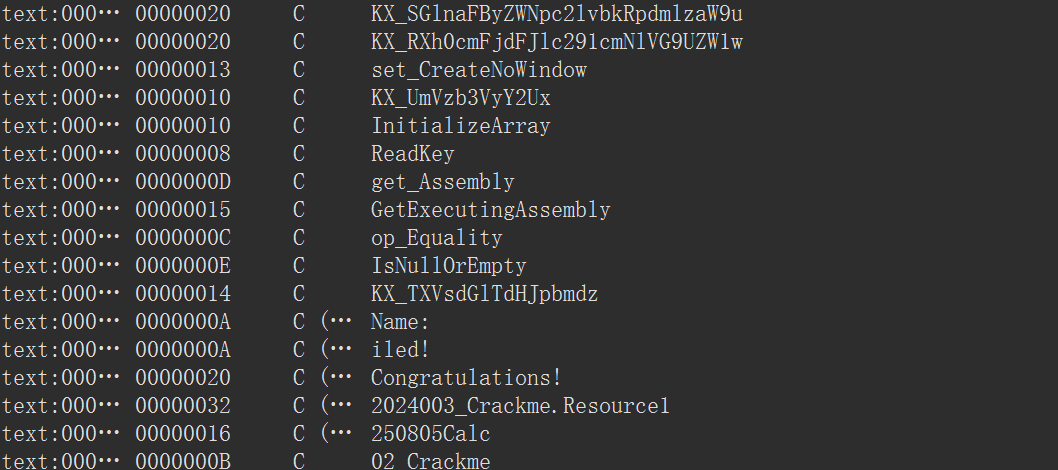 text:000… 00000020 C KX_SGlnaFByZWNpc2lvbkRpdmlzaW9u
text:000… 00000020 C KX_RXh0cmFjdFJlc291cmNlVG9UZW1w
text:000… 00000013 C set_CreateNoWindow
text:000… 00000010 C KX_UmVzb3VyY2Ux
text:000… 00000010 C InitializeArray
text:000… 00000008 C ReadKey
text:000… 0000000D C get_Assembly
text:000… 00000015 C GetExecutingAssembly
text:000… 0000000C C op_Equality
text:000… 0000000E C IsNullOrEmpty
text:000… 00000014 C KX_TXVsdGlTdHJpbmdz
text:000… 0000000A C (… Name:
text:000… 0000000A C (… iled!
text:000… 00000020 C (… Congratulations!
text:000… 00000032 C (… 2024003_Crackme.Resource1
text:000… 00000016 C (… 250805Calc
text:000… 0000000B C 02 Crackme